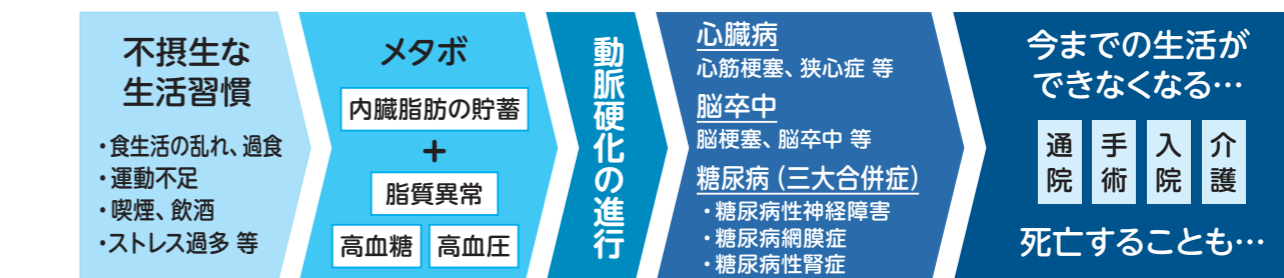 不摂生な
生活習慣
・食生活の乱れ、過食
・運動不足
・喫煙、飲酒
・ストレス過多 等
メタボ
内臓脂肪の貯蓄
+
脂質異常
高血糖 高血圧
動脈硬化の進行
心臓病
心筋梗塞、狭心症 等
脳卒中
脳梗塞、脳卒中 等
糖尿病（三大合併症）
・糖尿病性神経障害
・糖尿病網膜症
・糖尿病性腎症
今までの生活が
できなくなる…
通院 手術 入院 介護
死亡することも…